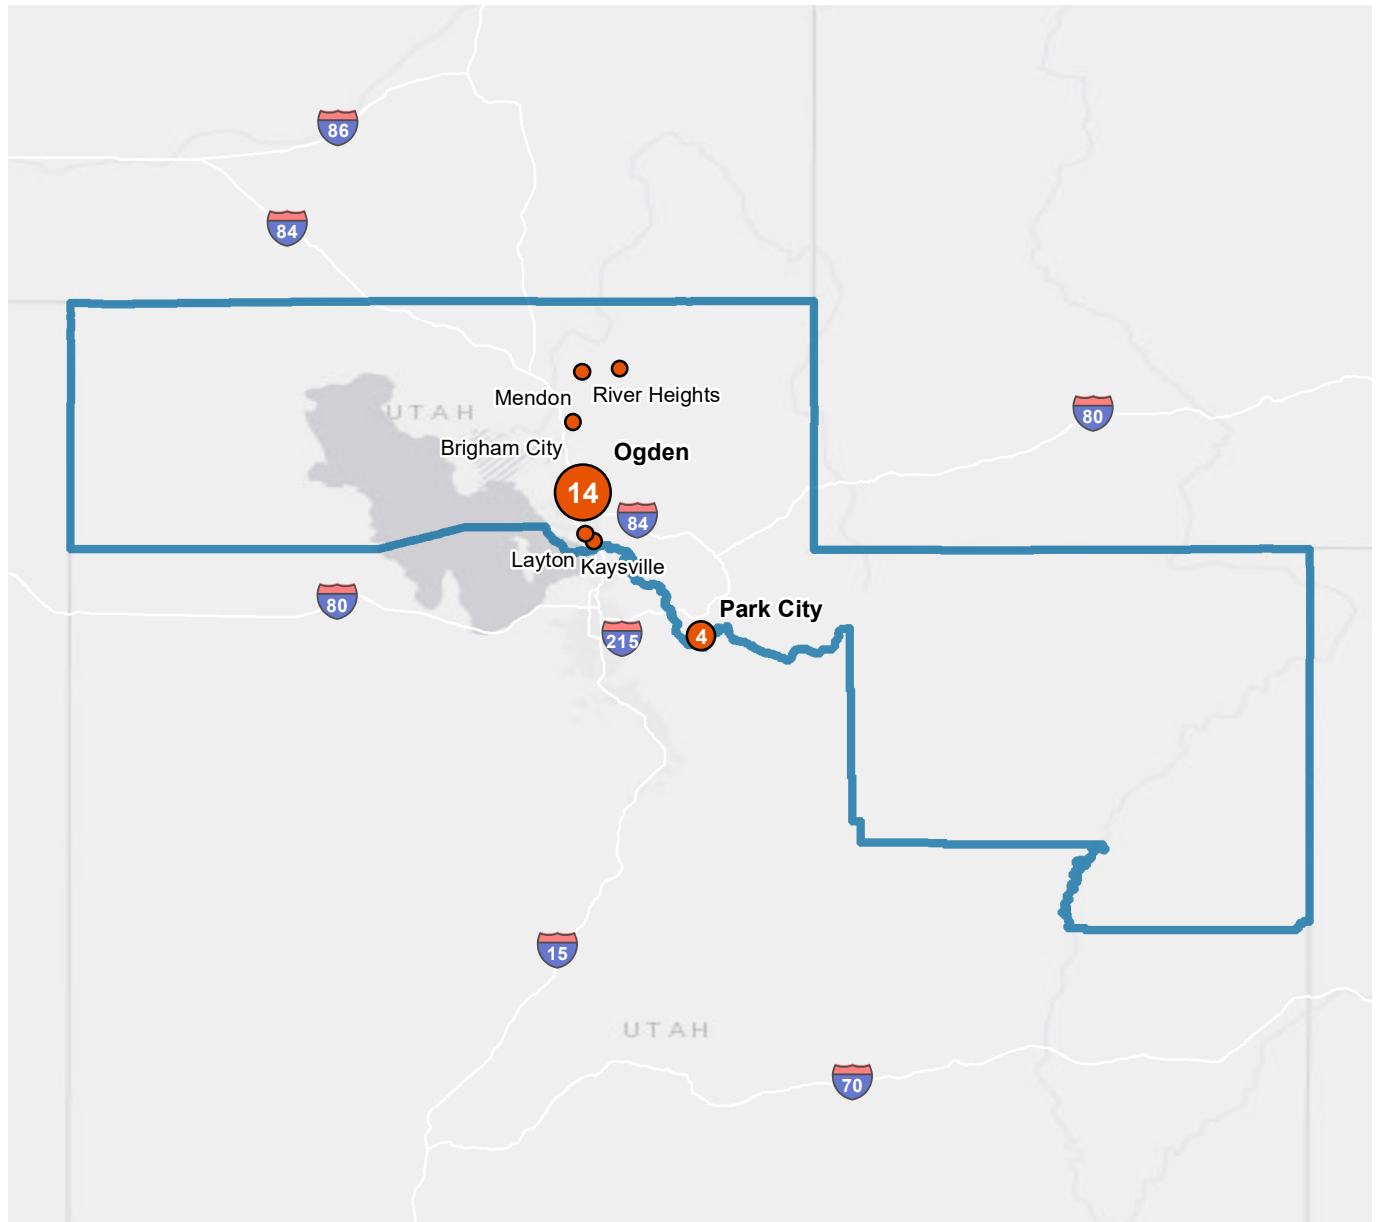 86
84
80
UTAH
Mendon
River Heights
Brigham City
Ogden
14
84
Layton
Kaysville
80
Park City
215
4
15
UTAH
70